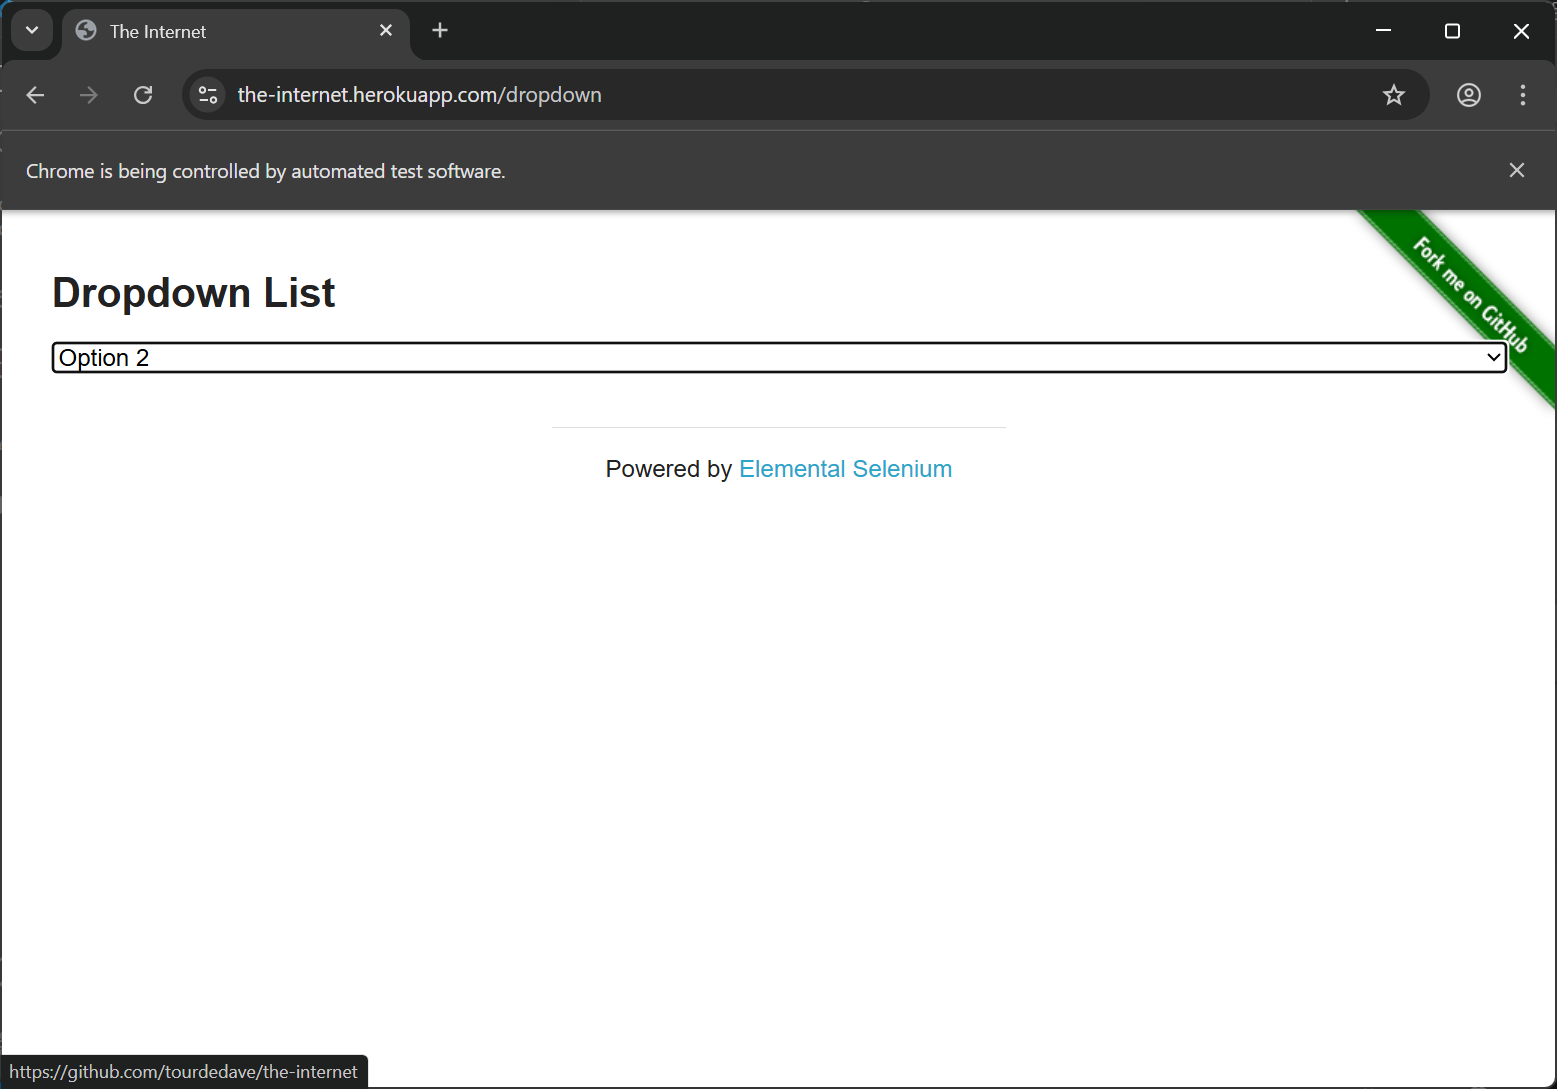 The Internet
the-internet.herokuapp.com/dropdown
Chrome is being controlled by automated test software.
Fork me on GitHub
Dropdown List
Option 2
Powered by Elemental Selenium
https://github.com/tourdedave/the-internet